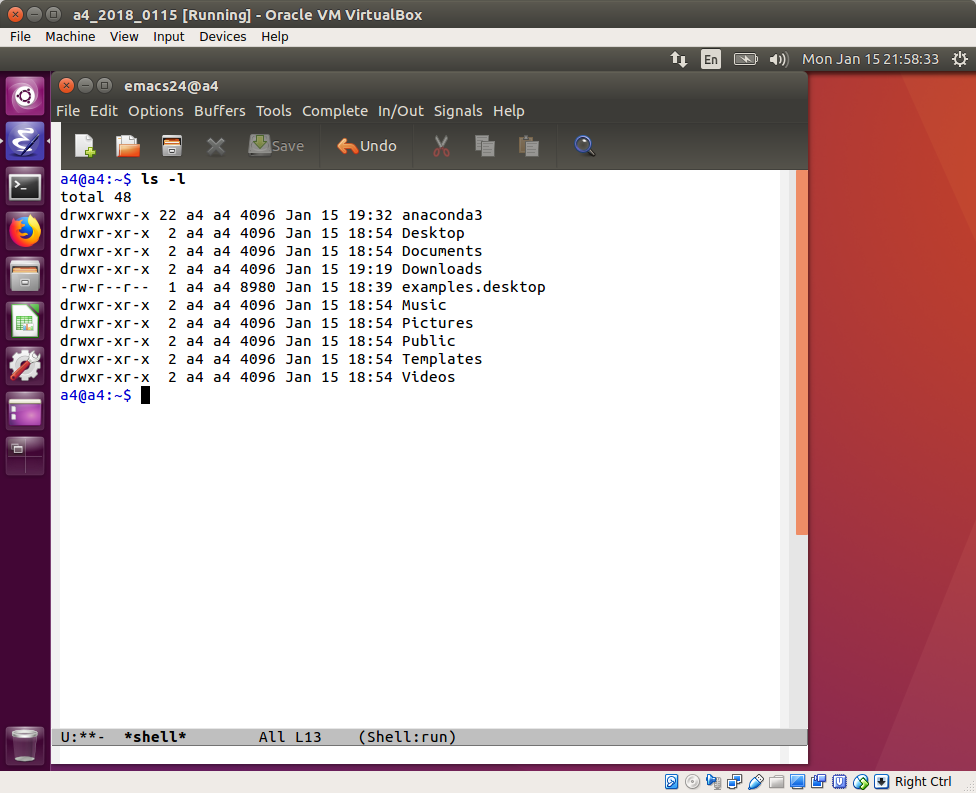 a4_2018_0115 [Running] - Oracle VM VirtualBox
File Machine View Input Devices Help
En Mon Jan 15 21:58:33
emacs24@a4
File Edit Options Buffers Tools Complete In/Out Signals Help
Save Undo
a4@a4:~$ ls -l
total 48
drwxrwxr-x 22 a4 a4 4096 Jan 15 19:32 anaconda3
drwxr-xr-x  2 a4 a4 4096 Jan 15 18:54 Desktop
drwxr-xr-x  2 a4 a4 4096 Jan 15 18:54 Documents
drwxr-xr-x  2 a4 a4 4096 Jan 15 19:19 Downloads
-rw-r--r--  1 a4 a4 8980 Jan 15 18:39 examples.desktop
drwxr-xr-x  2 a4 a4 4096 Jan 15 18:54 Music
drwxr-xr-x  2 a4 a4 4096 Jan 15 18:54 Pictures
drwxr-xr-x  2 a4 a4 4096 Jan 15 18:54 Public
drwxr-xr-x  2 a4 a4 4096 Jan 15 18:54 Templates
drwxr-xr-x  2 a4 a4 4096 Jan 15 18:54 Videos
a4@a4:~$
U:**-  *shell*        All L13    (Shell:run)
Right Ctrl